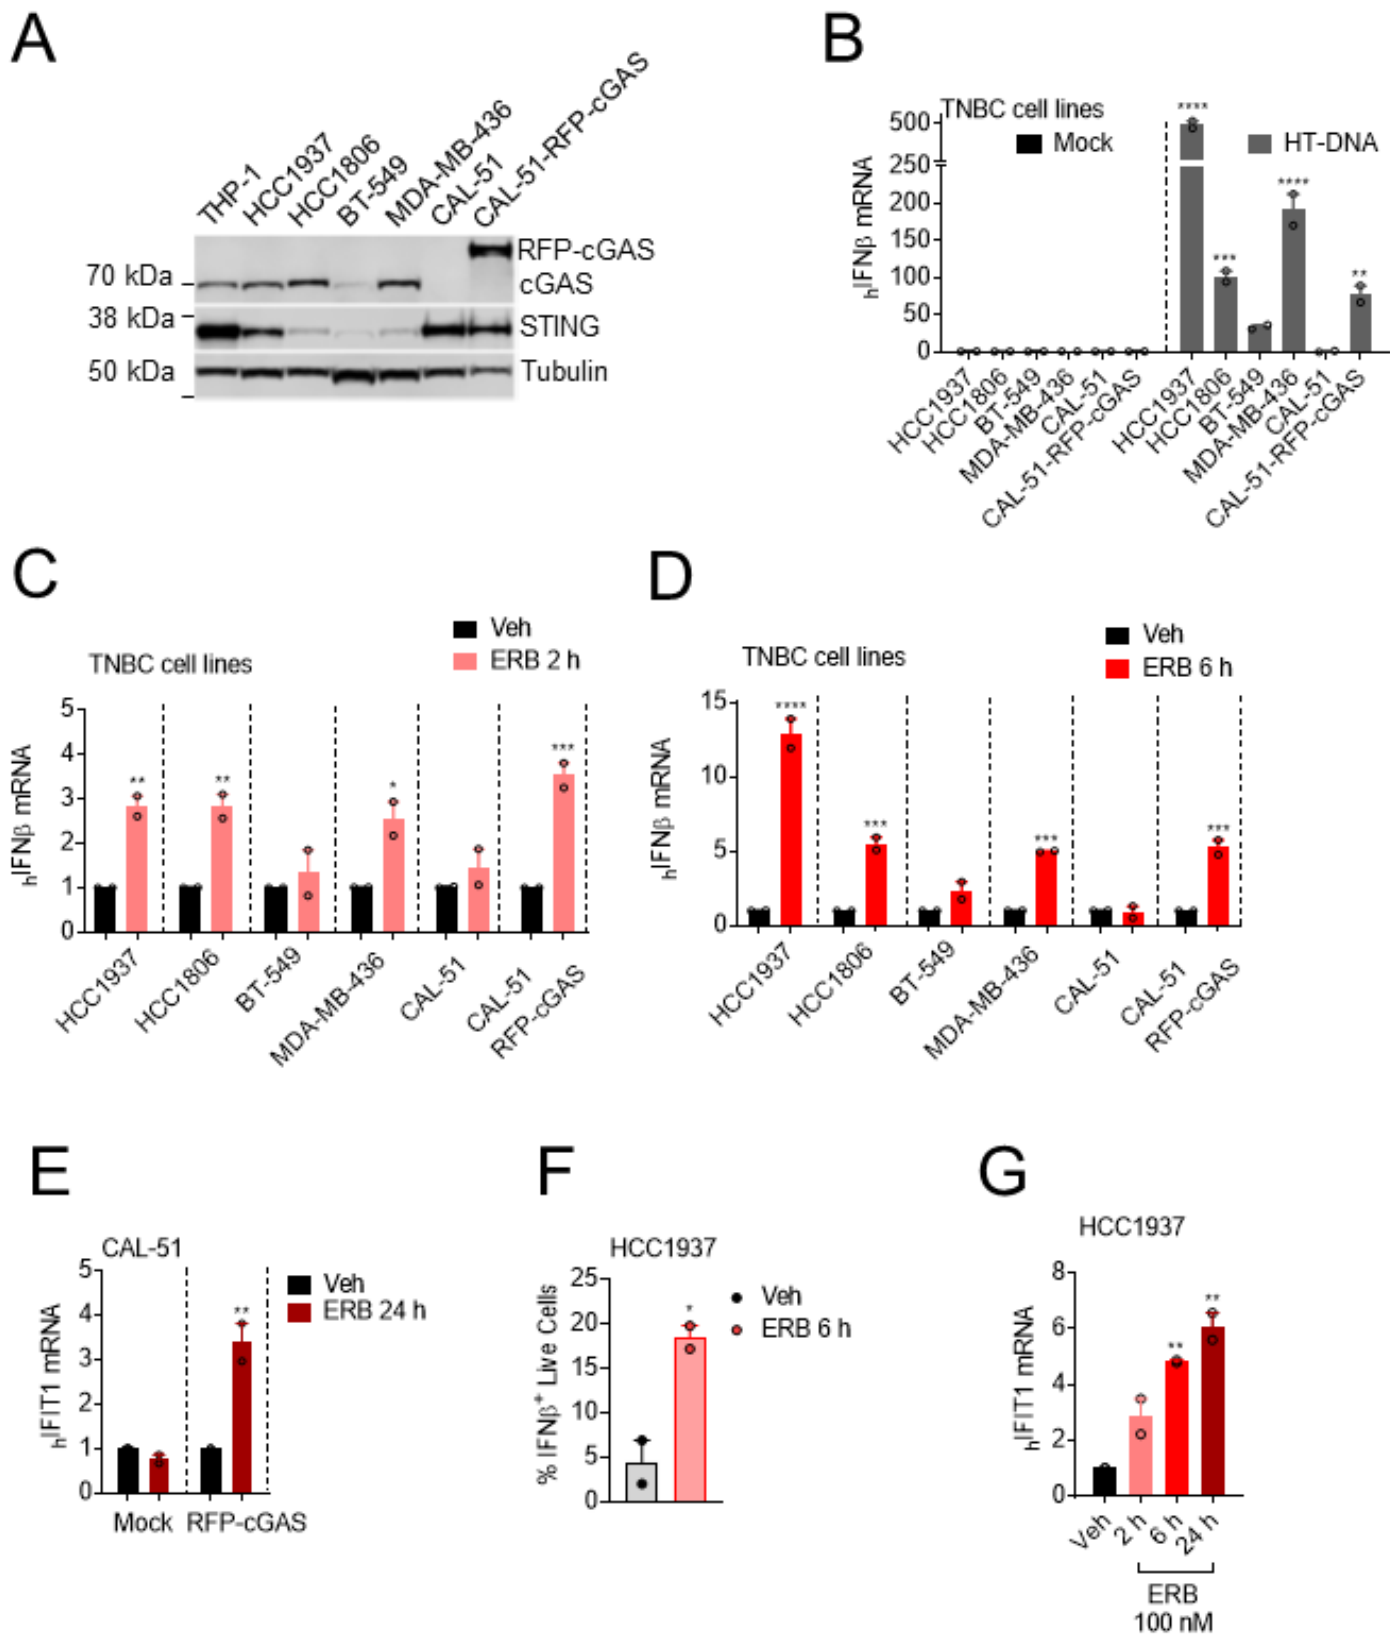 A
THP-1
HCC1937
HCC1806
BT-549
MDA-MB-436
CAL-51
CAL-51-RFP-cGAS
RFP-cGAS
70 kDa
cGAS
38 kDa
STING
50 kDa
Tubulin
B
TNBC cell lines
Mock
HT-DNA
hIFNβ mRNA
500
250
200
150
100
50
0
****
***
****
**
HCC1937
HCC1806
BT-549
MDA-MB-436
CAL-51
CAL-51-RFP-cGAS
HCC1937
HCC1806
BT-549
MDA-MB-436
CAL-51
CAL-51-RFP-cGAS
C
Veh
ERB 2 h
TNBC cell lines
hIFNβ mRNA
5
4
3
2
1
0
**
**
*
***
HCC1937
HCC1806
BT-549
MDA-MB-436
CAL-51
CAL-51
RFP-cGAS
D
Veh
ERB 6 h
TNBC cell lines
hIFNβ mRNA
15
10
5
0
****
***
***
***
HCC1937
HCC1806
BT-549
MDA-MB-436
CAL-51
CAL-51
RFP-cGAS
E
CAL-51
Veh
ERB 24 h
hIFIT1 mRNA
5
4
3
2
1
0
**
Mock
RFP-cGAS
F
HCC1937
Veh
ERB 6 h
% IFNβ+ Live Cells
25
20
15
10
5
0
*
G
HCC1937
hIFIT1 mRNA
8
6
4
2
0
**
**
Veh
2 h
6 h
24 h
ERB
100 nM